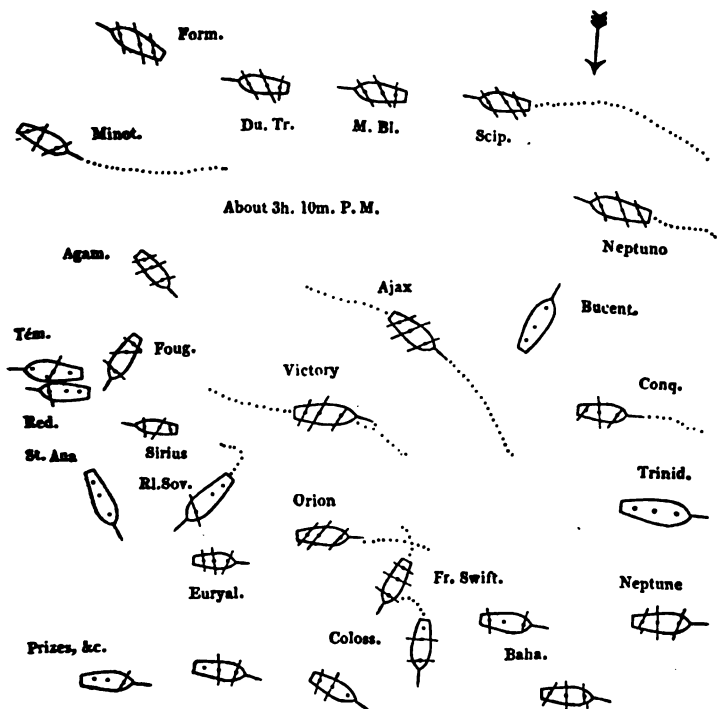 Form.
Du. Tr.
M. Bl.
Scip.
Minot.
About 3h. 10m. P. M.
Neptuno
Agam.
Ajax
Bucent.
Tém.
Foug.
Victory
Conq.
Red.
Sirius
St. Ana
Rl. Sov.
Trinid.
Orion
Euryal.
Fr. Swift.
Neptune
Coloss.
Baha.
Prizes, &c.